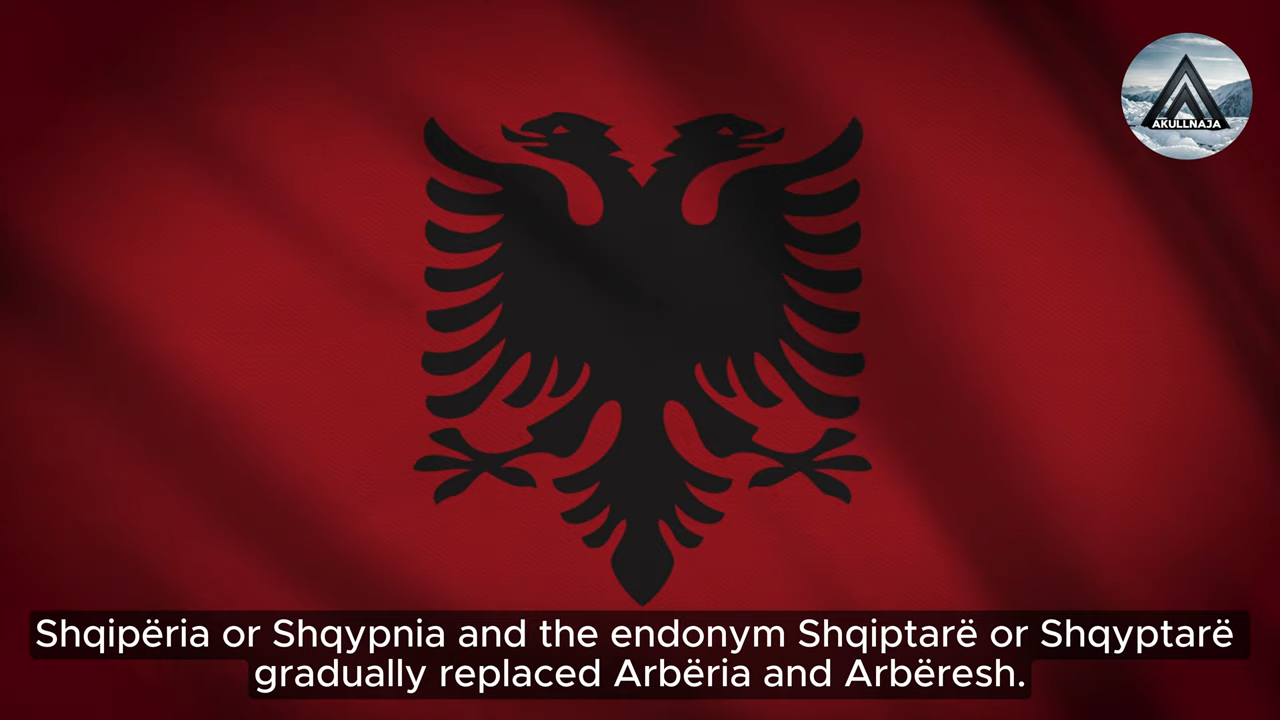 AKULLNAJA
Shqipëria or Shqypnia and the endonym Shqiptarë or Shqyptarë
gradually replaced Arbëria and Arbëresh.